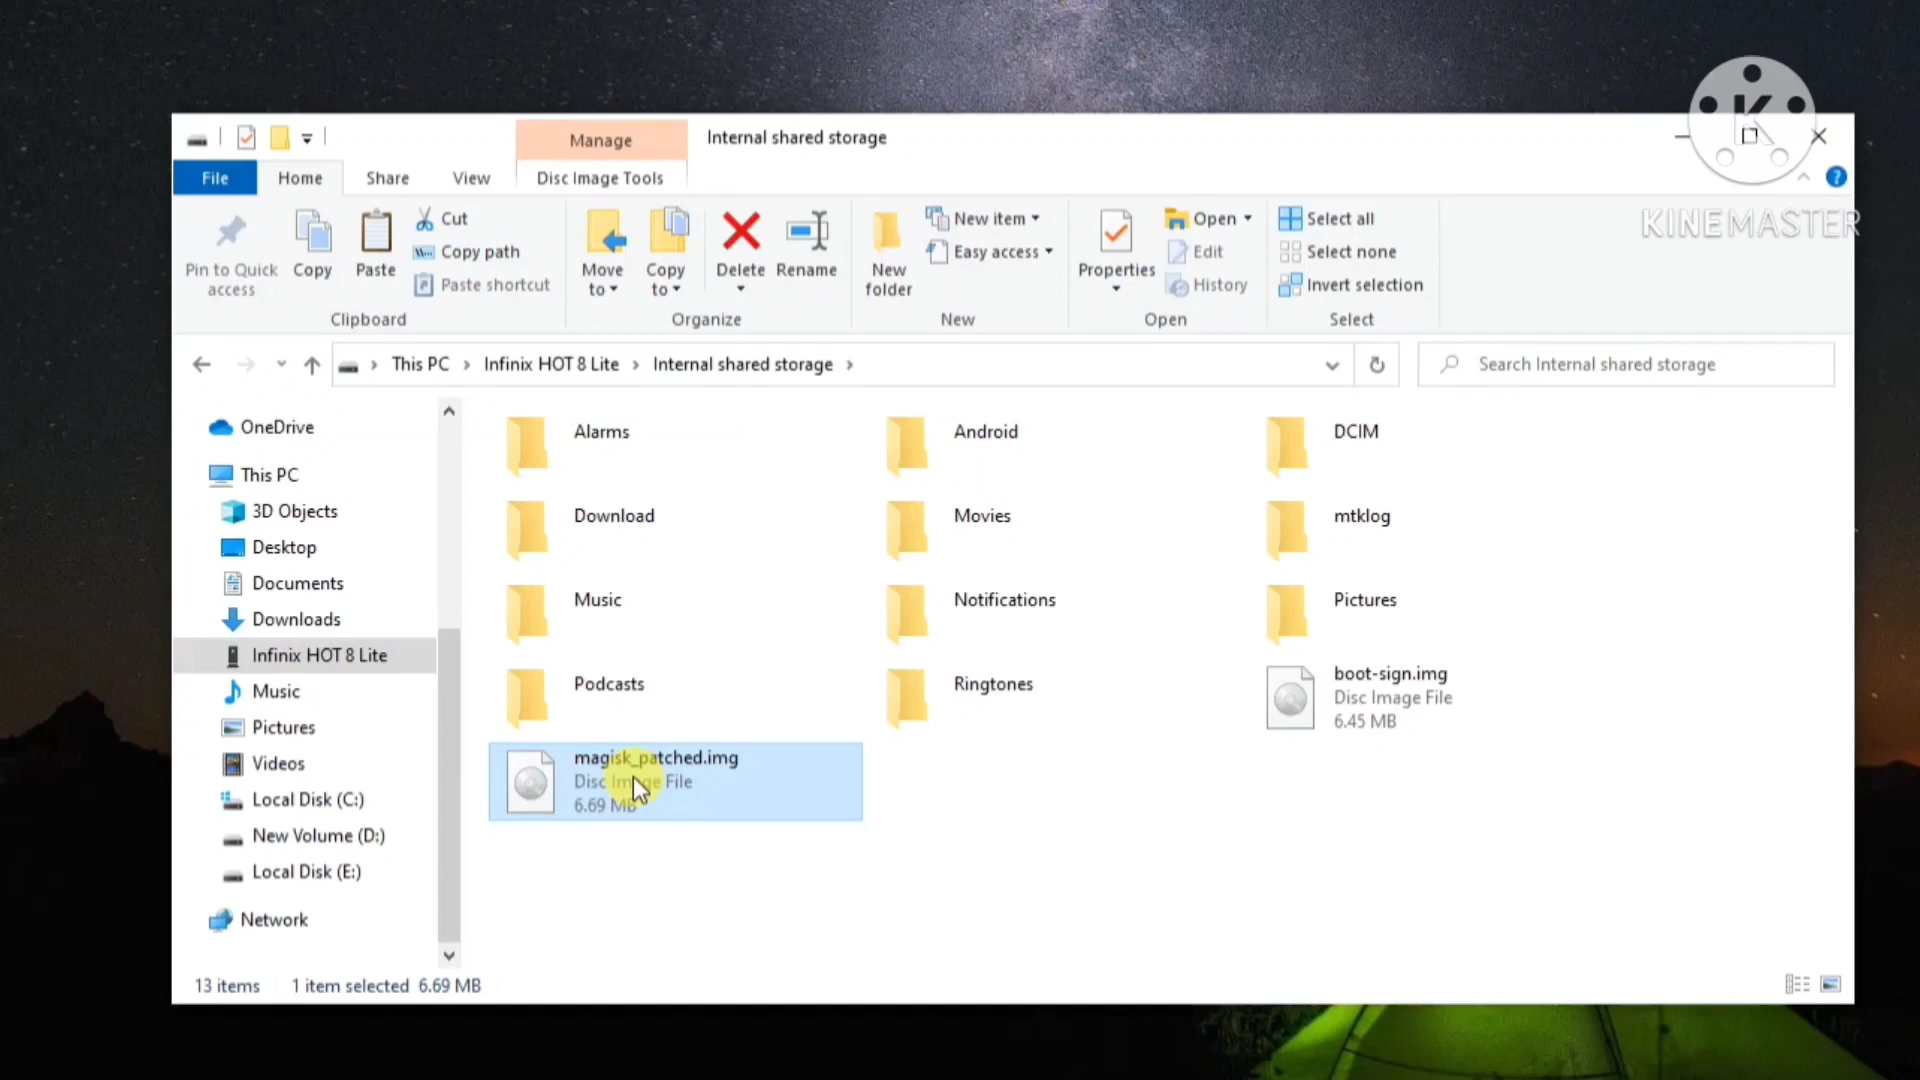 Manage
Internal shared storage
K
KINEMASTER
File
Home
Share
View
Disc Image Tools
?
Pin to Quick access
Copy
Paste
Cut
Copy path
Paste shortcut
Clipboard
Move to
Copy to
Delete
Rename
Organize
New folder
New item
Easy access
New
Properties
Open
Edit
History
Open
Select all
Select none
Invert selection
Select
This PC › Infinix HOT 8 Lite › Internal shared storage ›
Search Internal shared storage
OneDrive
This PC
3D Objects
Desktop
Documents
Downloads
Infinix HOT 8 Lite
Music
Pictures
Videos
Local Disk (C:)
New Volume (D:)
Local Disk (E:)
Network
Alarms
Android
DCIM
Download
Movies
mtklog
Music
Notifications
Pictures
Podcasts
Ringtones
boot-sign.img
Disc Image File
6.45 MB
magisk_patched.img
Disc Image File
6.69 MB
13 items
1 item selected 6.69 MB